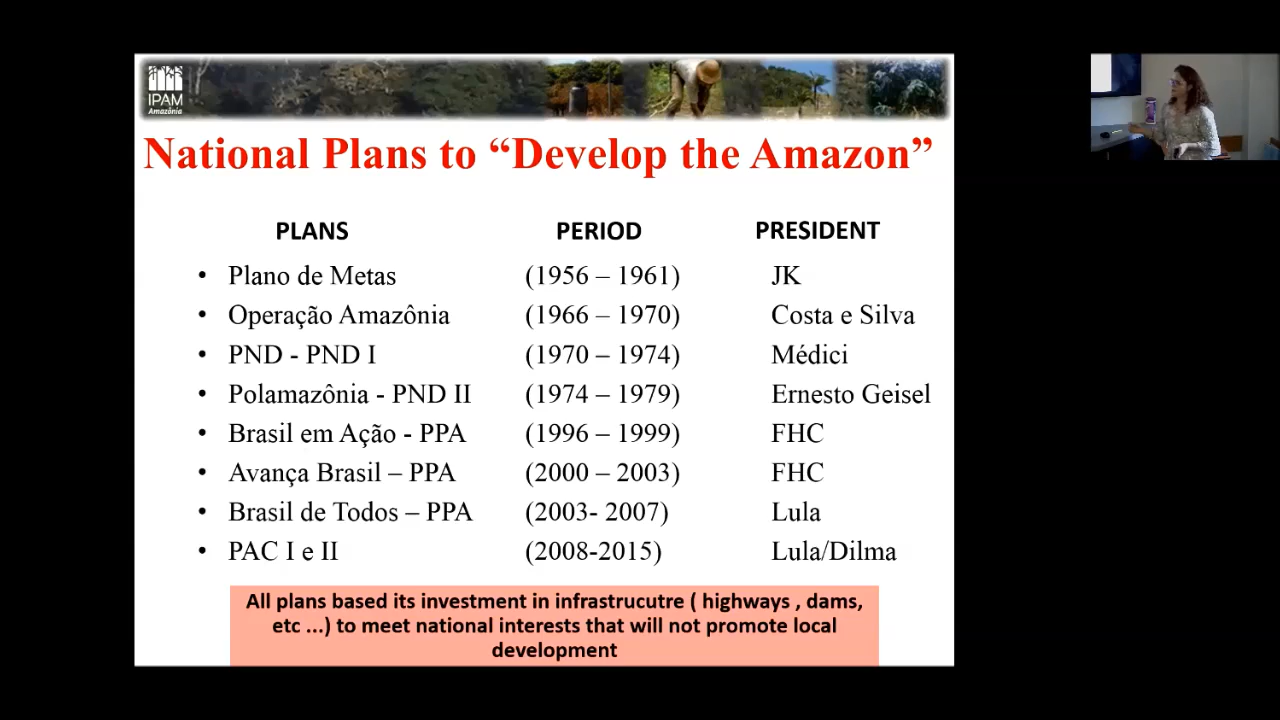 IPAM
Amazônia
National Plans to “Develop the Amazon”
PLANS PERIOD PRESIDENT
• Plano de Metas (1956 – 1961) JK
• Operação Amazônia (1966 – 1970) Costa e Silva
• PND - PND I (1970 – 1974) Médici
• Polamazônia - PND II (1974 – 1979) Ernesto Geisel
• Brasil em Ação - PPA (1996 – 1999) FHC
• Avança Brasil – PPA (2000 – 2003) FHC
• Brasil de Todos – PPA (2003- 2007) Lula
• PAC I e II (2008-2015) Lula/Dilma
All plans based its investment in infrastrucutre ( highways , dams,
etc ...) to meet national interests that will not promote local
development